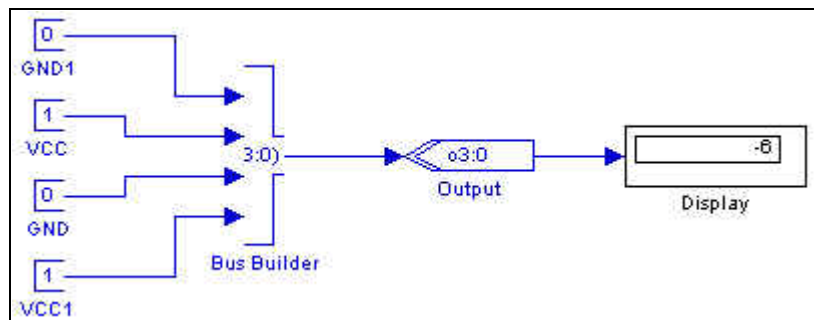 0
GND1
1
VCC
0
GND
1
VCC1
3:0)
Bus Builder
o3:0
Output
-6
Display